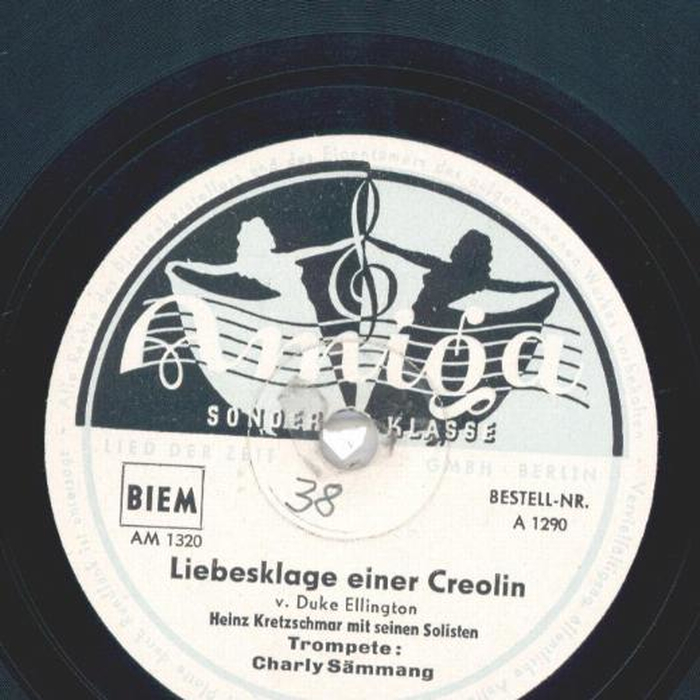 Amiga
SONDER KLASSE
LIED DER ZEIT GMBH · BERLIN
BIEM
38
BESTELL-NR.
A 1290
AM 1320
Liebesklage einer Creolin
v. Duke Ellington
Heinz Kretzschmar mit seinen Solisten
Trompete:
Charly Sämmang